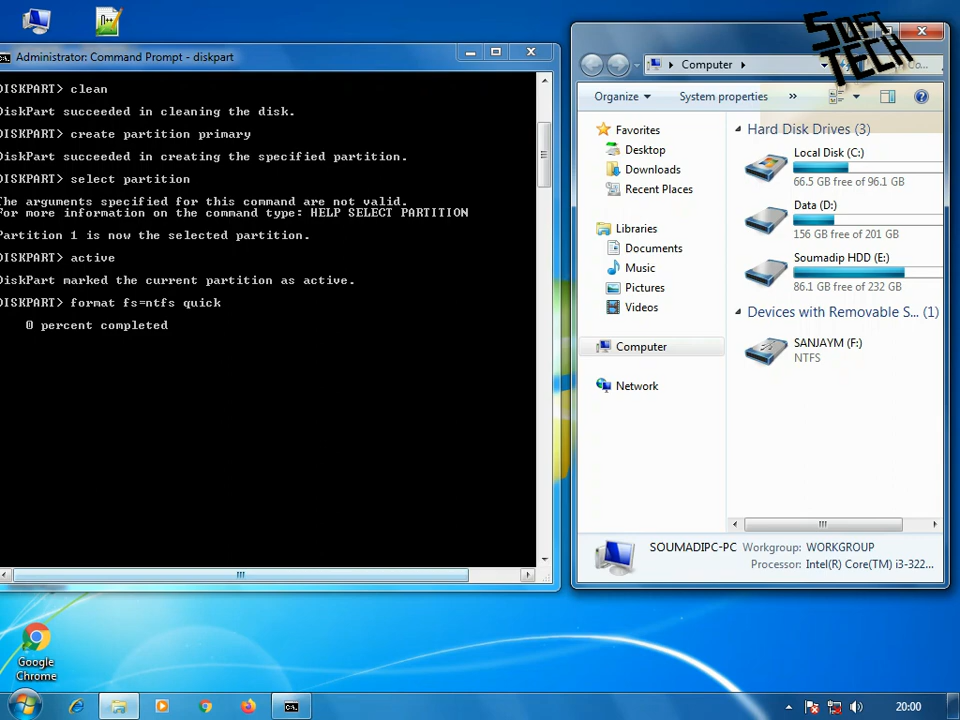 N++
SOFT
TECH
Administrator: Command Prompt - diskpart
DISKPART> clean
DiskPart succeeded in cleaning the disk.
DISKPART> create partition primary
DiskPart succeeded in creating the specified partition.
DISKPART> select partition
The arguments specified for this command are not valid.
For more information on the command type: HELP SELECT PARTITION
Partition 1 is now the selected partition.
DISKPART> active
DiskPart marked the current partition as active.
DISKPART> format fs=ntfs quick
0 percent completed
Computer
Organize
System properties
»
Favorites
Desktop
Downloads
Recent Places
Libraries
Documents
Music
Pictures
Videos
Computer
Network
Hard Disk Drives (3)
Local Disk (C:)
66.5 GB free of 96.1 GB
Data (D:)
156 GB free of 201 GB
Soumadip HDD (E:)
86.1 GB free of 232 GB
Devices with Removable S... (1)
SANJAYM (F:)
NTFS
SOUMADIPC-PC Workgroup: WORKGROUP
Processor: Intel(R) Core(TM) i3-322...
Google
Chrome
20:00